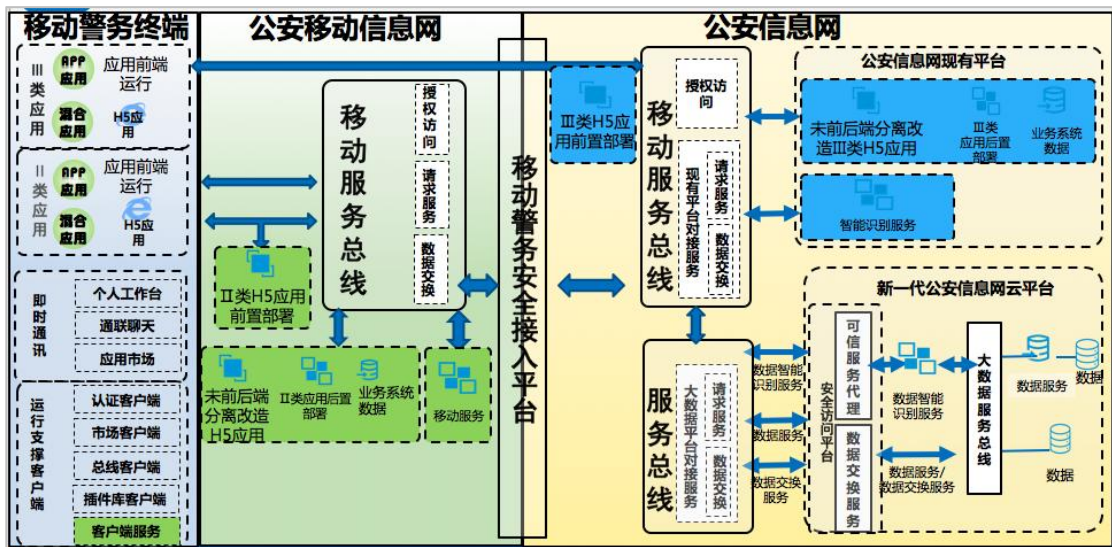 移动警务终端
Ⅲ类应用
APP
应用
应用前端
运行
混合
应用
H5应
用
Ⅱ类应用
APP
应用
应用前端
运行
混合
应用
H5应
用
即时通讯
个人工作台
通联聊天
应用市场
运行支撑客户端
认证客户端
市场客户端
总线客户端
插件库客户端
客户端服务
公安移动信息网
移动服务总线
授权访问
请求服务
数据交换
Ⅱ类H5应用
前置部署
未前后端
分离改造
H5应用
Ⅱ类应用后置
部署
业务系统
数据
移动服务
移动警务安全接入平台
公安信息网
Ⅲ类H5应
用前置部署
移动服务总线
授权访
问
现有平台对接服务
请求服务
数据交换
服务总线
大数据平台对接服务
请求服务
数据交换
公安信息网现有平台
未前后端分离改
造Ⅲ类H5应用
Ⅲ类
应用后置
部署
业务系统
数据
智能识别服务
新一代公安信息网云平台
数据智能
识别服务
数据服务
数据交换
服务
安全访问平台
可信服务代理
数据交换服务
数据智能
识别服务
数据服务/
数据交换服务
大数据服务总线
数据服务
数据
数据